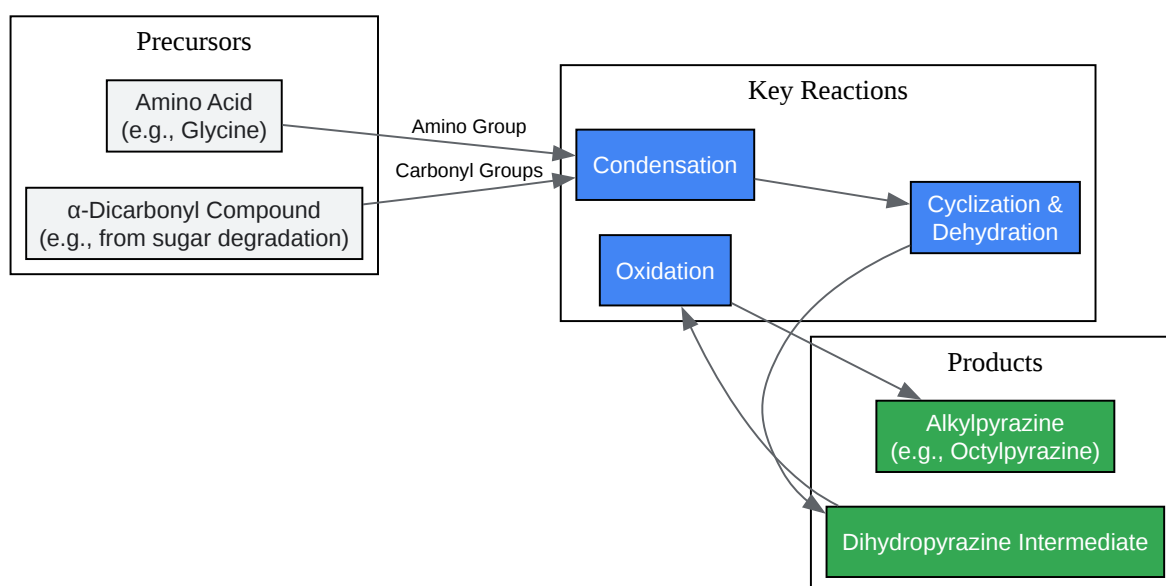 Precursors
Amino Acid
(e.g., Glycine)
α-Dicarbonyl Compound
(e.g., from sugar degradation)
Amino Group
Carbonyl Groups
Key Reactions
Condensation
Cyclization &
Dehydration
Oxidation
Products
Alkylpyrazine
(e.g., Octylpyrazine)
Dihydropyrazine Intermediate